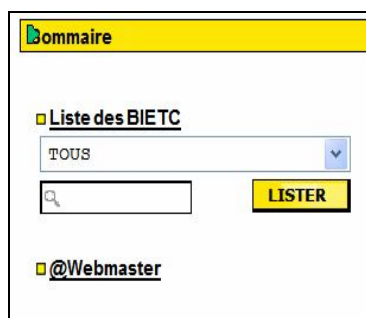 Sommaire
Liste des BIETC
TOUS
LISTER
@Webmaster